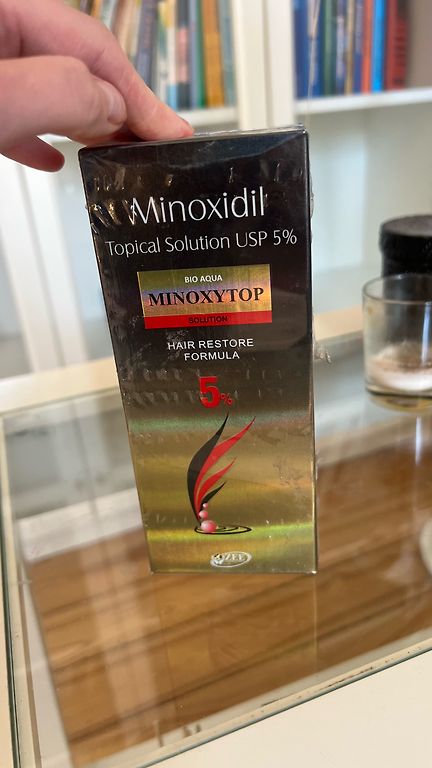 Minoxidil
Topical Solution USP 5%
BIO AQUA
MINOXYTOP
SOLUTION
HAIR RESTORE
FORMULA
5%